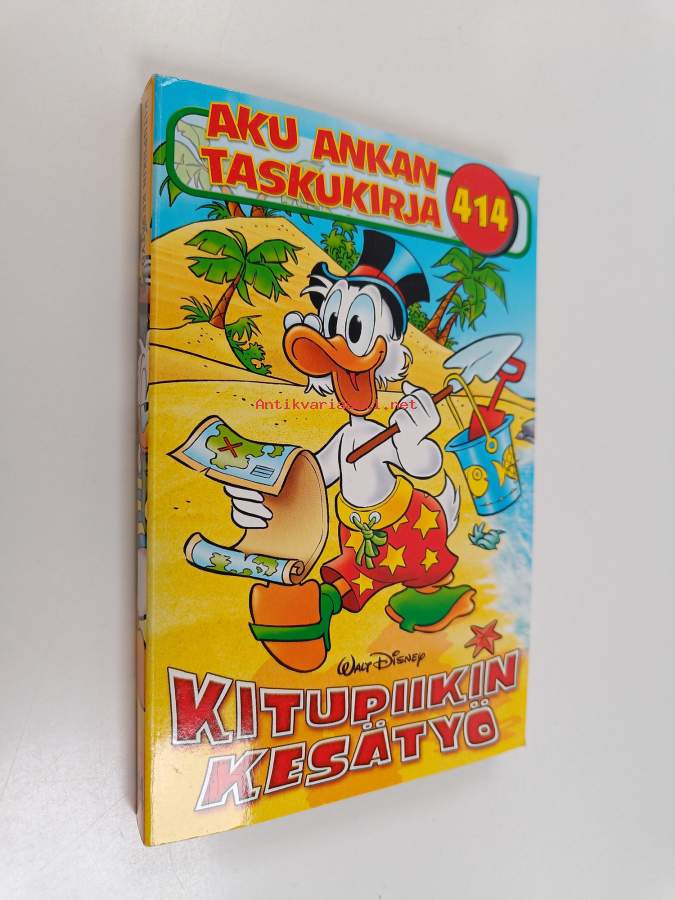 AKU ANKAN
TASKUKIRJA
414
Antikvariaatti.net
Walt Disney
KITUPIIKIN
KESÄTYÖ